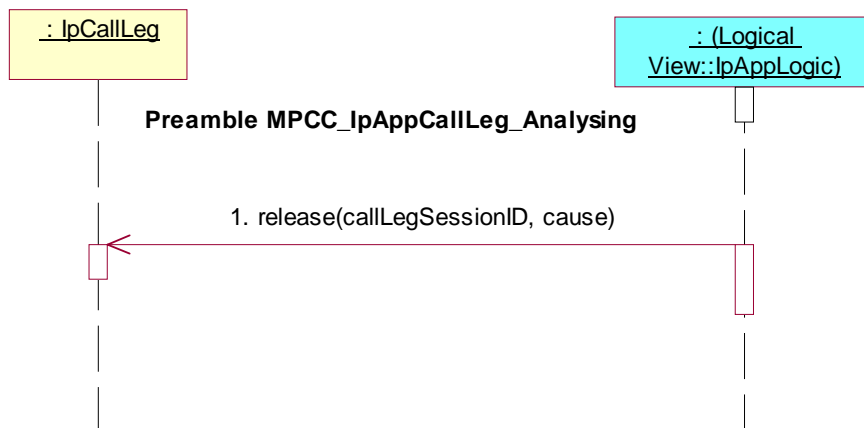 : IpCallLeg
: (Logical
View::IpAppLogic)
Preamble MPCC_IpAppCallLeg_Analysing
1. release(callLegSessionID, cause)